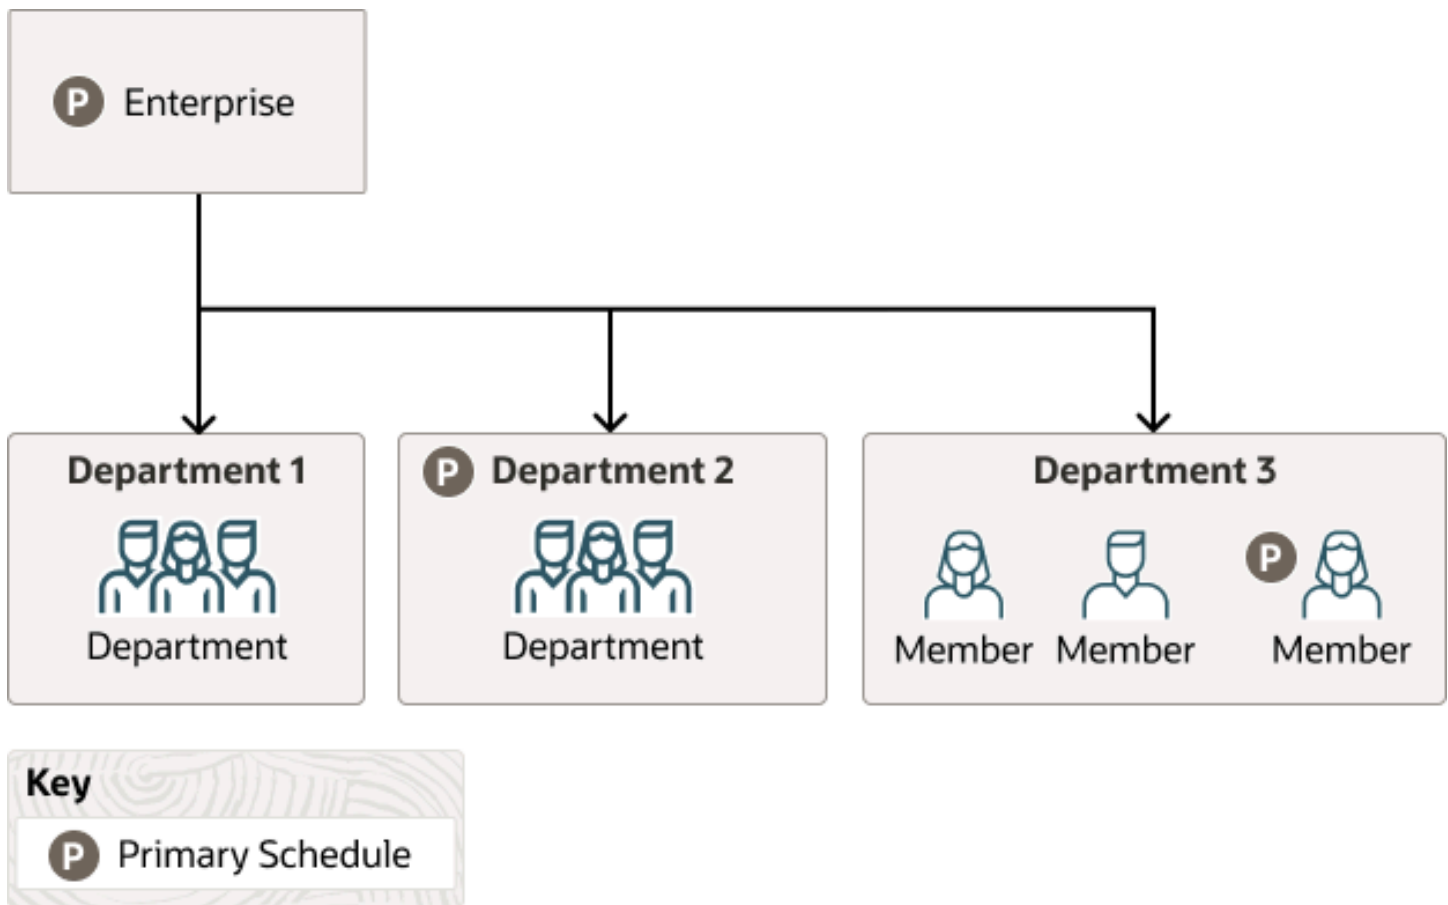 P Enterprise
Department 1
Department
P Department 2
Department
Department 3
P
Member Member Member
Key
P Primary Schedule